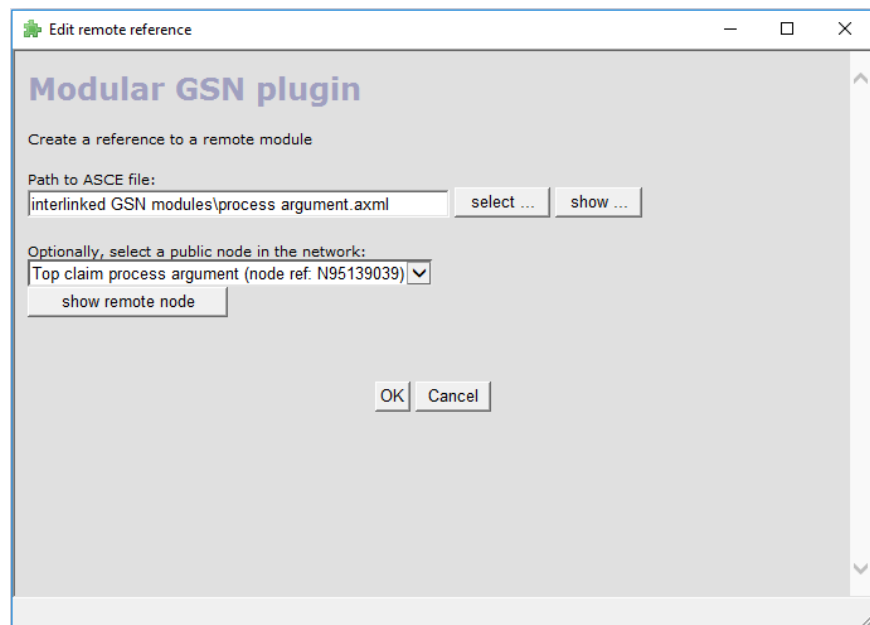 Edit remote reference
Modular GSN plugin
Create a reference to a remote module
Path to ASCE file:
interlinked GSN modules\process argument.axml select ... show ...
Optionally, select a public node in the network:
Top claim process argument (node ref: N95139039)
show remote node
OK Cancel